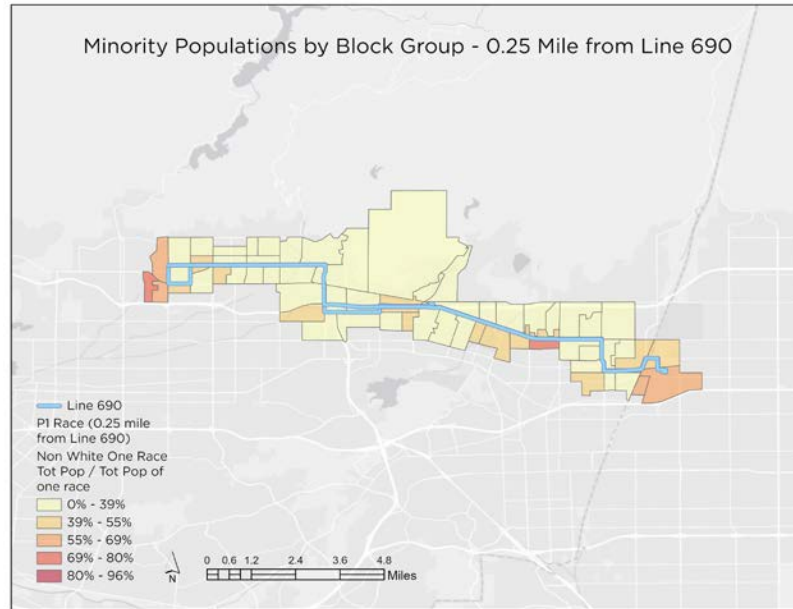 Minority Populations by Block Group - 0.25 Mile from Line 690
Line 690
P1 Race (0.25 mile
from Line 690)
Non White One Race
Tot Pop / Tot Pop of
one race
0% - 39%
39% - 55%
55% - 69%
69% - 80%
80% - 96%
N
0 0.6 1.2 2.4 3.6 4.8
Miles